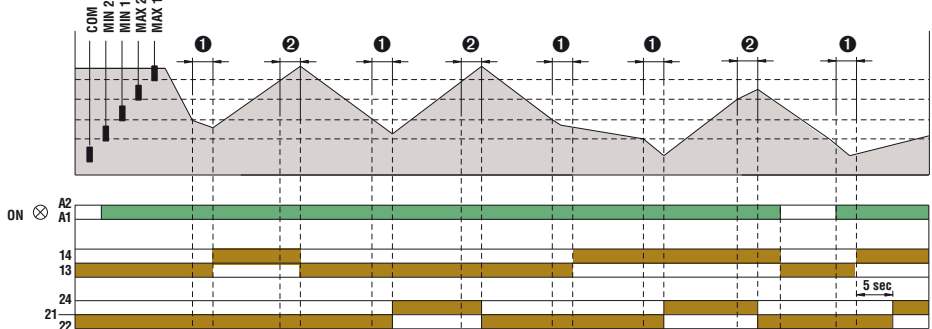 COM
MIN 2
MIN 1
MAX 2
MAX 1
❶ ❷ ❶ ❷ ❶ ❶ ❷ ❶
ON A2
A1
14
13
5 sec
24
21
22